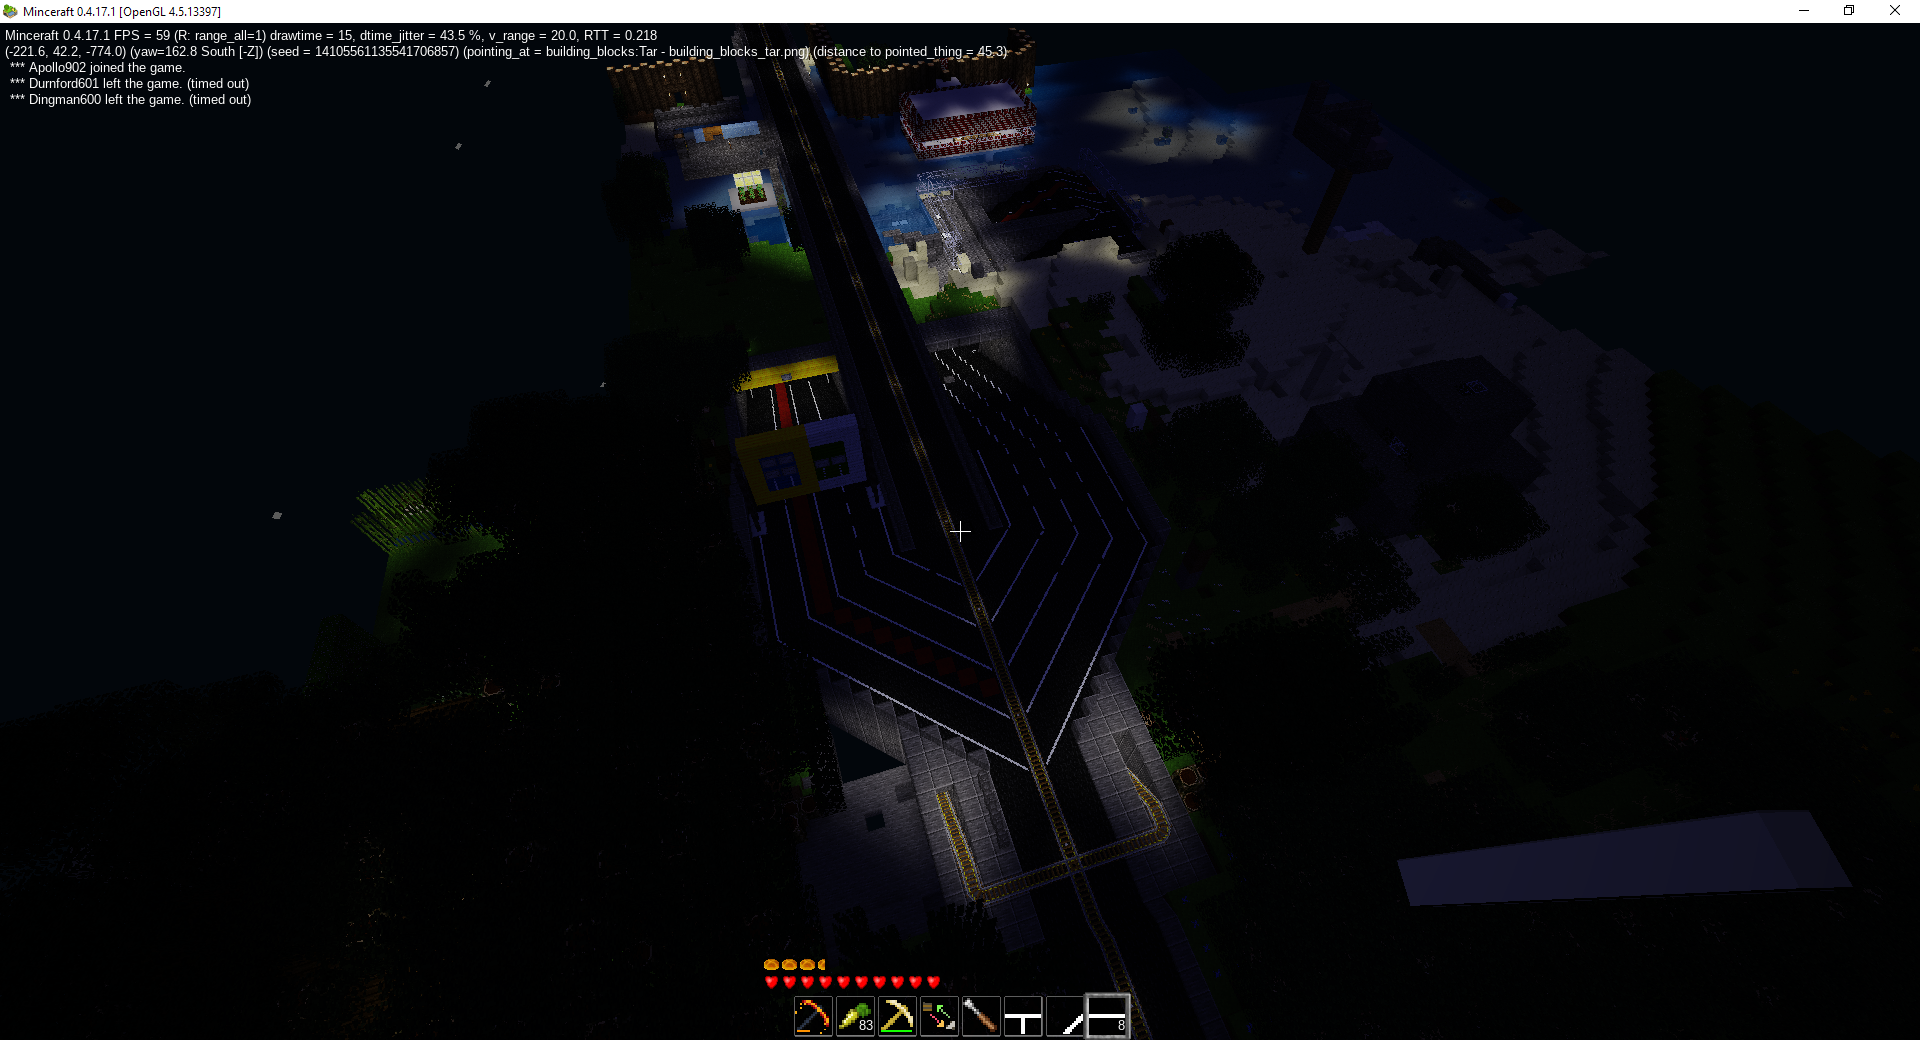 Minceraft 0.4.17.1 [OpenGL 4.5.13397]
Minceraft 0.4.17.1 FPS = 59 (R: range_all=1) drawtime = 15, dtime_jitter = 43.5 %, v_range = 20.0, RTT = 0.218
(-221.6, 42.2, -774.0) (yaw=162.8 South [-Z]) (seed = 14105561135541706857) (pointing_at = building_blocks:Tar - building_blocks_tar.png) (distance to pointed_thing = 45.3)
*** Apollo902 joined the game.
*** Durnford601 left the game. (timed out)
*** Dingman600 left the game. (timed out)
83
8